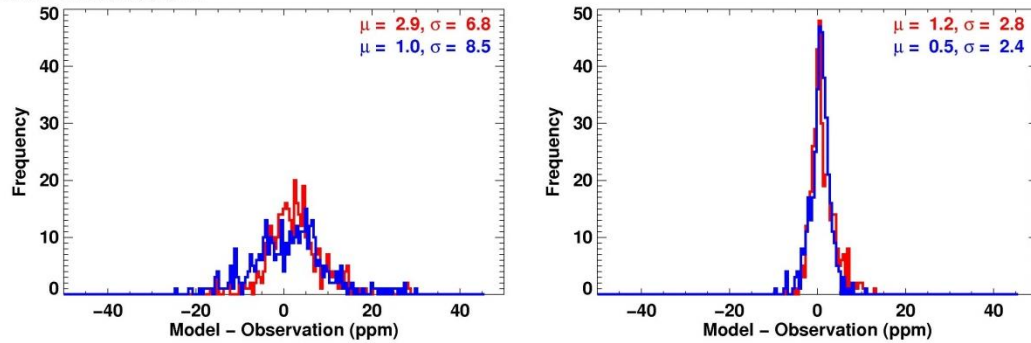 50
40
30
20
10
0
Frequency
μ = 2.9, σ = 6.8
μ = 1.0, σ = 8.5
−40 −20 0 20 40
Model − Observation (ppm)
50
40
30
20
10
0
Frequency
μ = 1.2, σ = 2.8
μ = 0.5, σ = 2.4
−40 −20 0 20 40
Model − Observation (ppm)